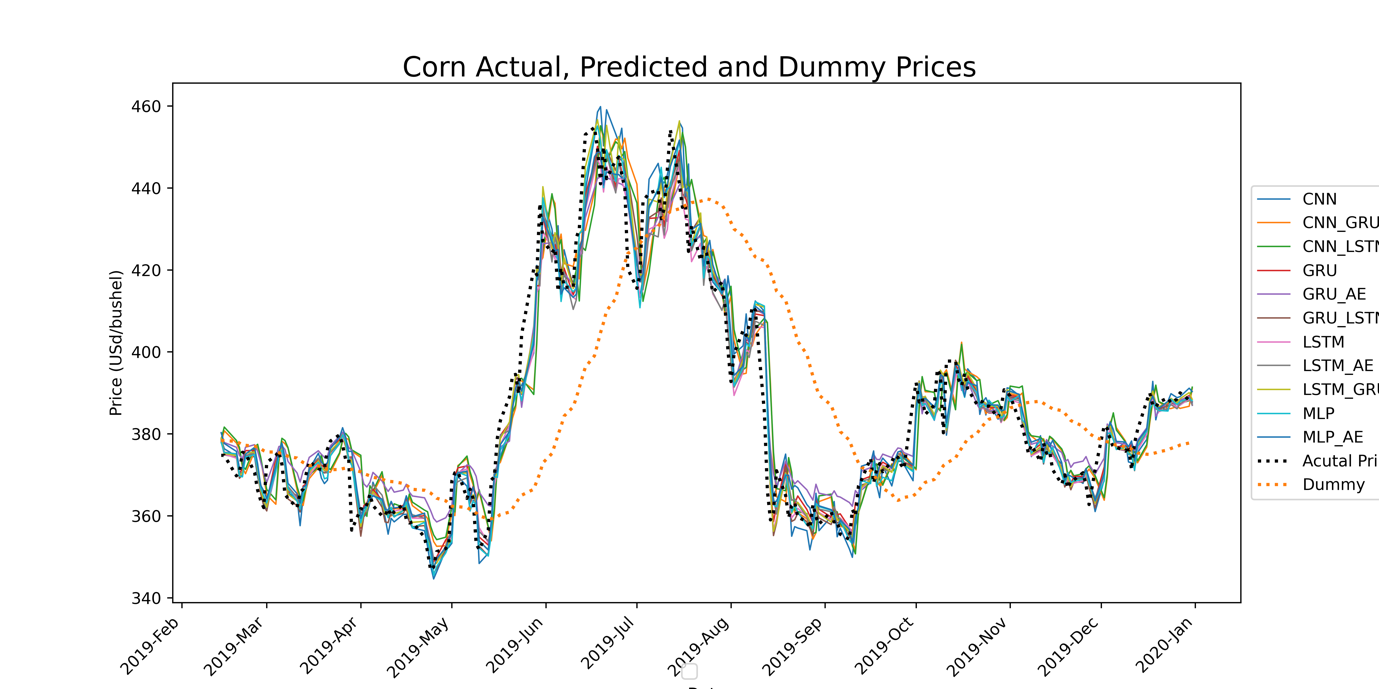 Corn Actual, Predicted and Dummy Prices
Price (USd/bushel)
460
440
420
400
380
360
340
2019-Feb
2019-Mar
2019-Apr
2019-May
2019-Jun
2019-Jul
2019-Aug
2019-Sep
2019-Oct
2019-Nov
2019-Dec
2020-Jan
CNN
CNN_GRU
CNN_LSTM
GRU
GRU_AE
GRU_LSTM
LSTM
LSTM_AE
LSTM_GRU
MLP
MLP_AE
Acutal Pri
Dummy